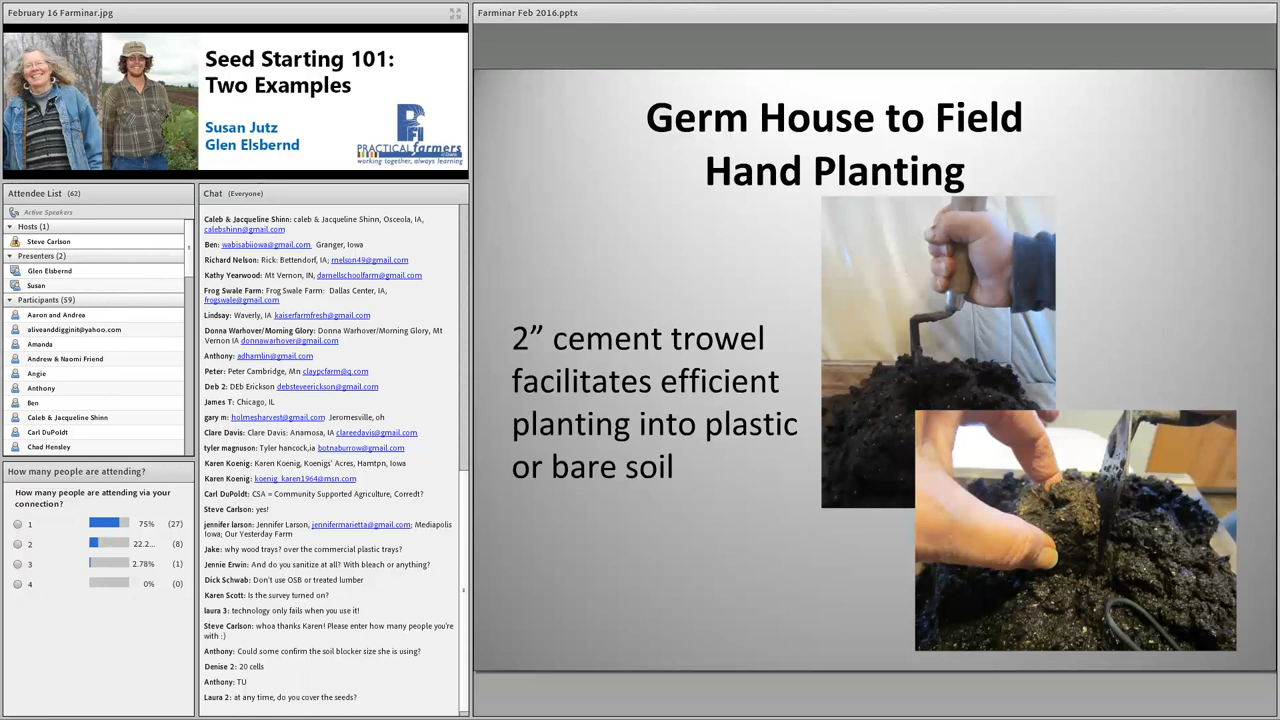 February 16 Farminar.jpg
Seed Starting 101:
Two Examples
Susan Jutz
Glen Elsbernd
PFI
PRACTICAL farmers
of Iowa
working together, always learning
Attendee List (62)
Active Speakers
Hosts (1)
Steve Carlson
Presenters (2)
Glen Elsbernd
Susan
Participants (59)
Aaron and Andrea
aliveanddigginit@yahoo.com
Amanda
Andrew & Naomi Friend
Angie
Anthony
Ben
Caleb & Jacqueline Shinn
Carl DuPoldt
Chad Hensley
How many people are attending?
How many people are attending via your
connection?
1 75% (27)
2 22.2... (8)
3 2.78% (1)
4 0% (0)
Chat (Everyone)
Caleb & Jacqueline Shinn: caleb & Jacqueline Shinn, Osceola, IA,
calebshinn@gmail.com
Ben: wabisabiiowa@gmail.com Granger, Iowa
Richard Nelson: Rick: Bettendorf, IA; rnelson49@gmail.com
Kathy Yearwood: Mt Vernon, IN, darnellschoolfarm@gmail.com
Frog Swale Farm: Frog Swale Farm: Dallas Center, IA,
frogswale@gmail.com
Lindsay: Waverly, IA kaiserfarmfresh@gmail.com
Donna Warhover/Morning Glory: Donna Warhover/Morning Glory, Mt
Vernon IA donnawarhover@gmail.com
Anthony: adhamlin@gmail.com
Peter: Peter Cambridge, Mn claypcfarm@q.com
Deb 2: DEb Erickson debsteveerickson@gmail.com
James T: Chicago, IL
gary m: holmesharvest@gmail.com Jeromesville, oh
Clare Davis: Clare Davis: Anamosa, IA clareedavis@gmail.com
tyler magnuson: Tyler hancock,ia botnaburrow@gmail.com
Karen Koenig: Karen Koenig, Koenigs' Acres, Hamtpn, Iowa
Karen Koenig: koenig_karen1964@msn.com
Carl DuPoldt: CSA = Community Supported Agriculture, Corredt?
Steve Carlson: yes!
jennifer larson: Jennifer Larson, jennifermarietta@gmail.com; Mediapolis
Iowa; Our Yesterday Farm
Jake: why wood trays? over the commercial plastic trays?
Jennie Erwin: And do you sanitize at all? With bleach or anything?
Dick Schwab: Don't use OSB or treated lumber
Karen Scott: Is the survey turned on?
laura 3: technology only fails when you use it!
Steve Carlson: whoa thanks Karen! Please enter how many people you're
with :)
Anthony: Could some confirm the soil blocker size she is using?
Denise 2: 20 cells
Anthony: TU
Laura 2: at any time, do you cover the seeds?
Farminar Feb 2016.pptx
Germ House to Field
Hand Planting
2” cement trowel
facilitates efficient
planting into plastic
or bare soil